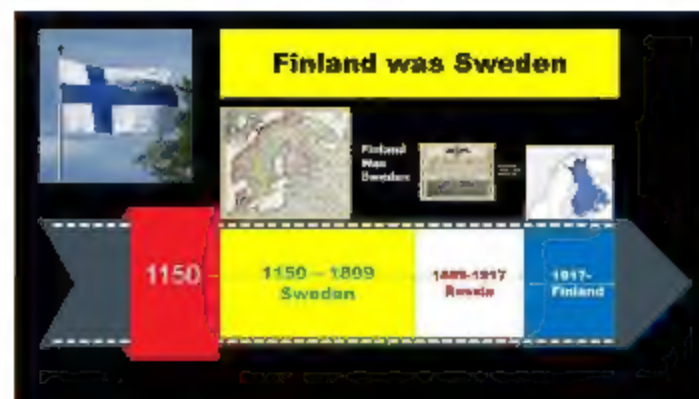 Finland was Sweden
Finland
Was
Sweden
1150
1150 – 1809
Sweden
1809-1917
Russia
1917-
Finland